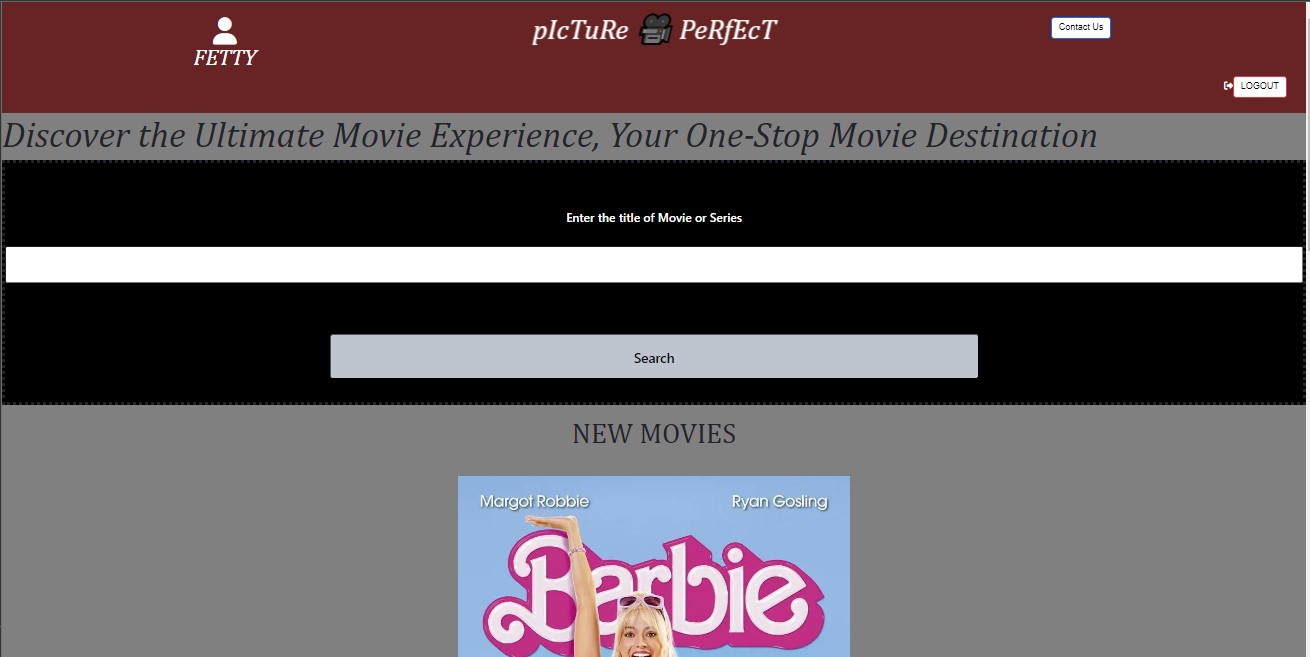 pIcTuRe PeRfEcT
Contact Us
FETTY
LOGOUT
Discover the Ultimate Movie Experience, Your One-Stop Movie Destination
Enter the title of Movie or Series
Search
NEW MOVIES
Margot Robbie Ryan Gosling
Barbie